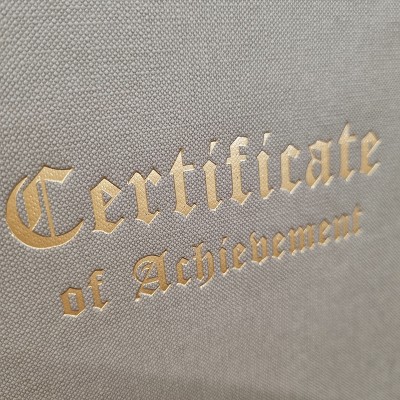 Certificate
of Achievement